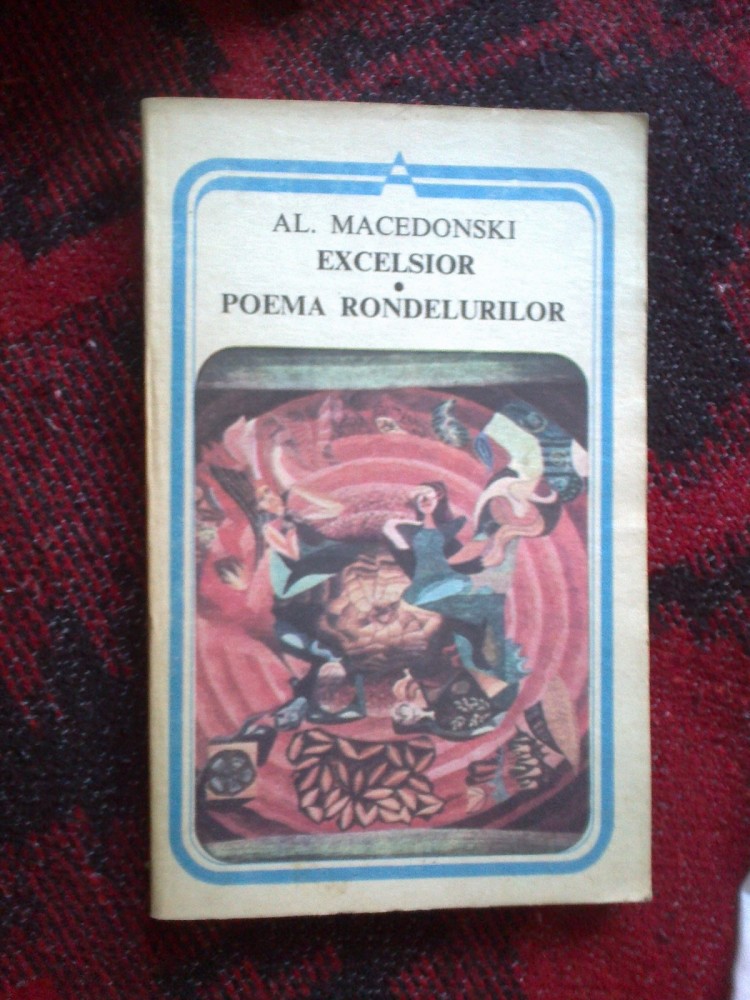 AL. MACEDONSKI
EXCELSIOR
•
POEMA RONDELURILOR